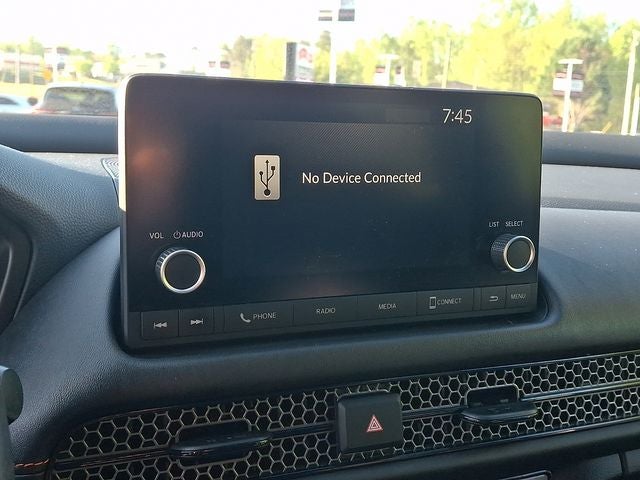 7:45
No Device Connected
VOL AUDIO
LIST SELECT
PHONE
RADIO
MEDIA
CONNECT
MENU